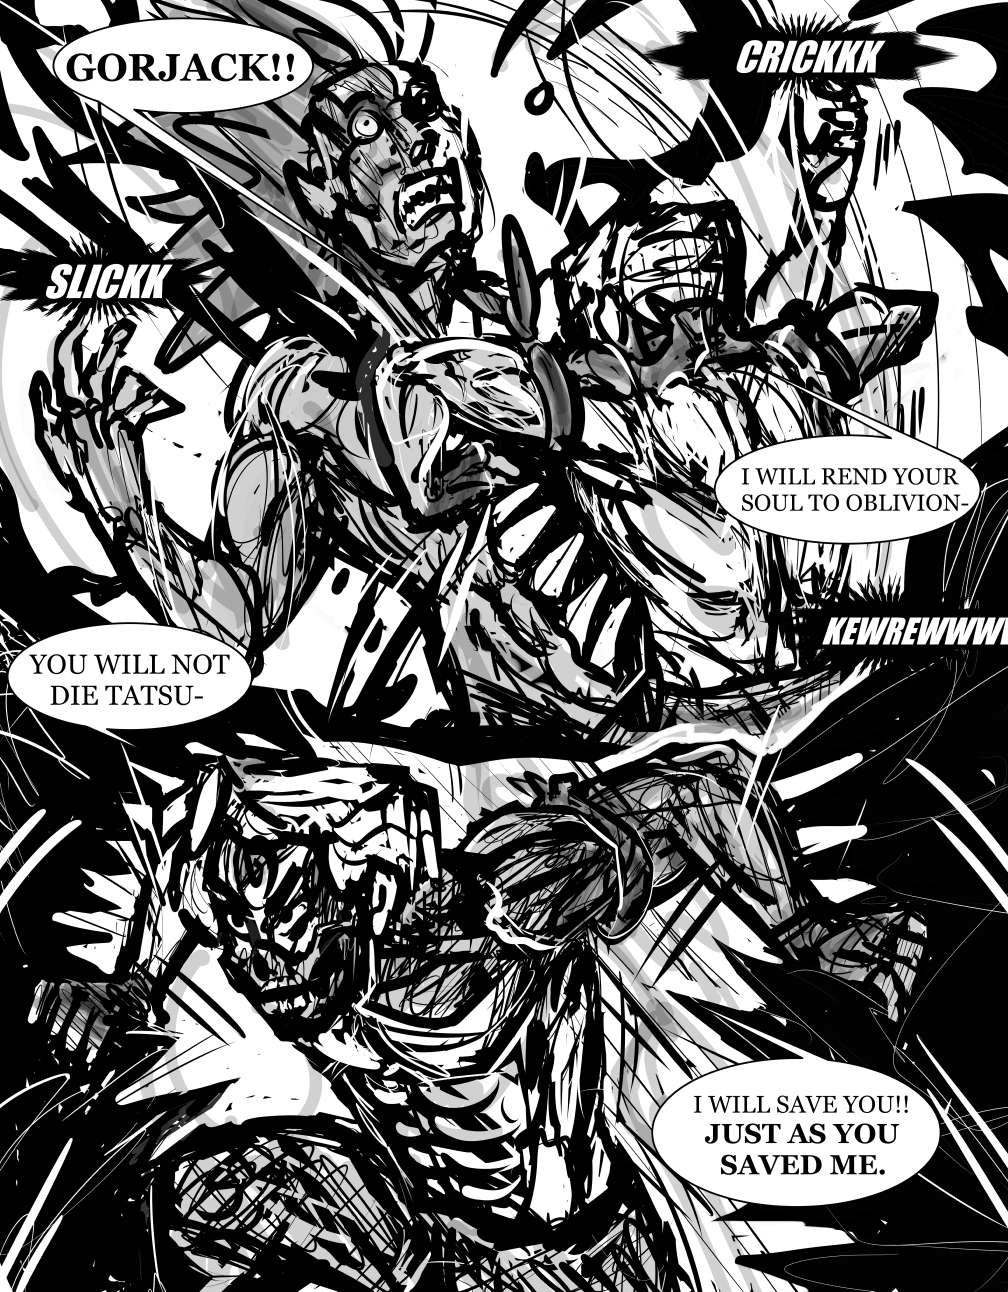 GORJACK!!
CRICKKK
SLICKK
I WILL REND YOUR
SOUL TO OBLIVION-
KEWREWWW
YOU WILL NOT
DIE TATSU-
I WILL SAVE YOU!!
JUST AS YOU
SAVED ME.